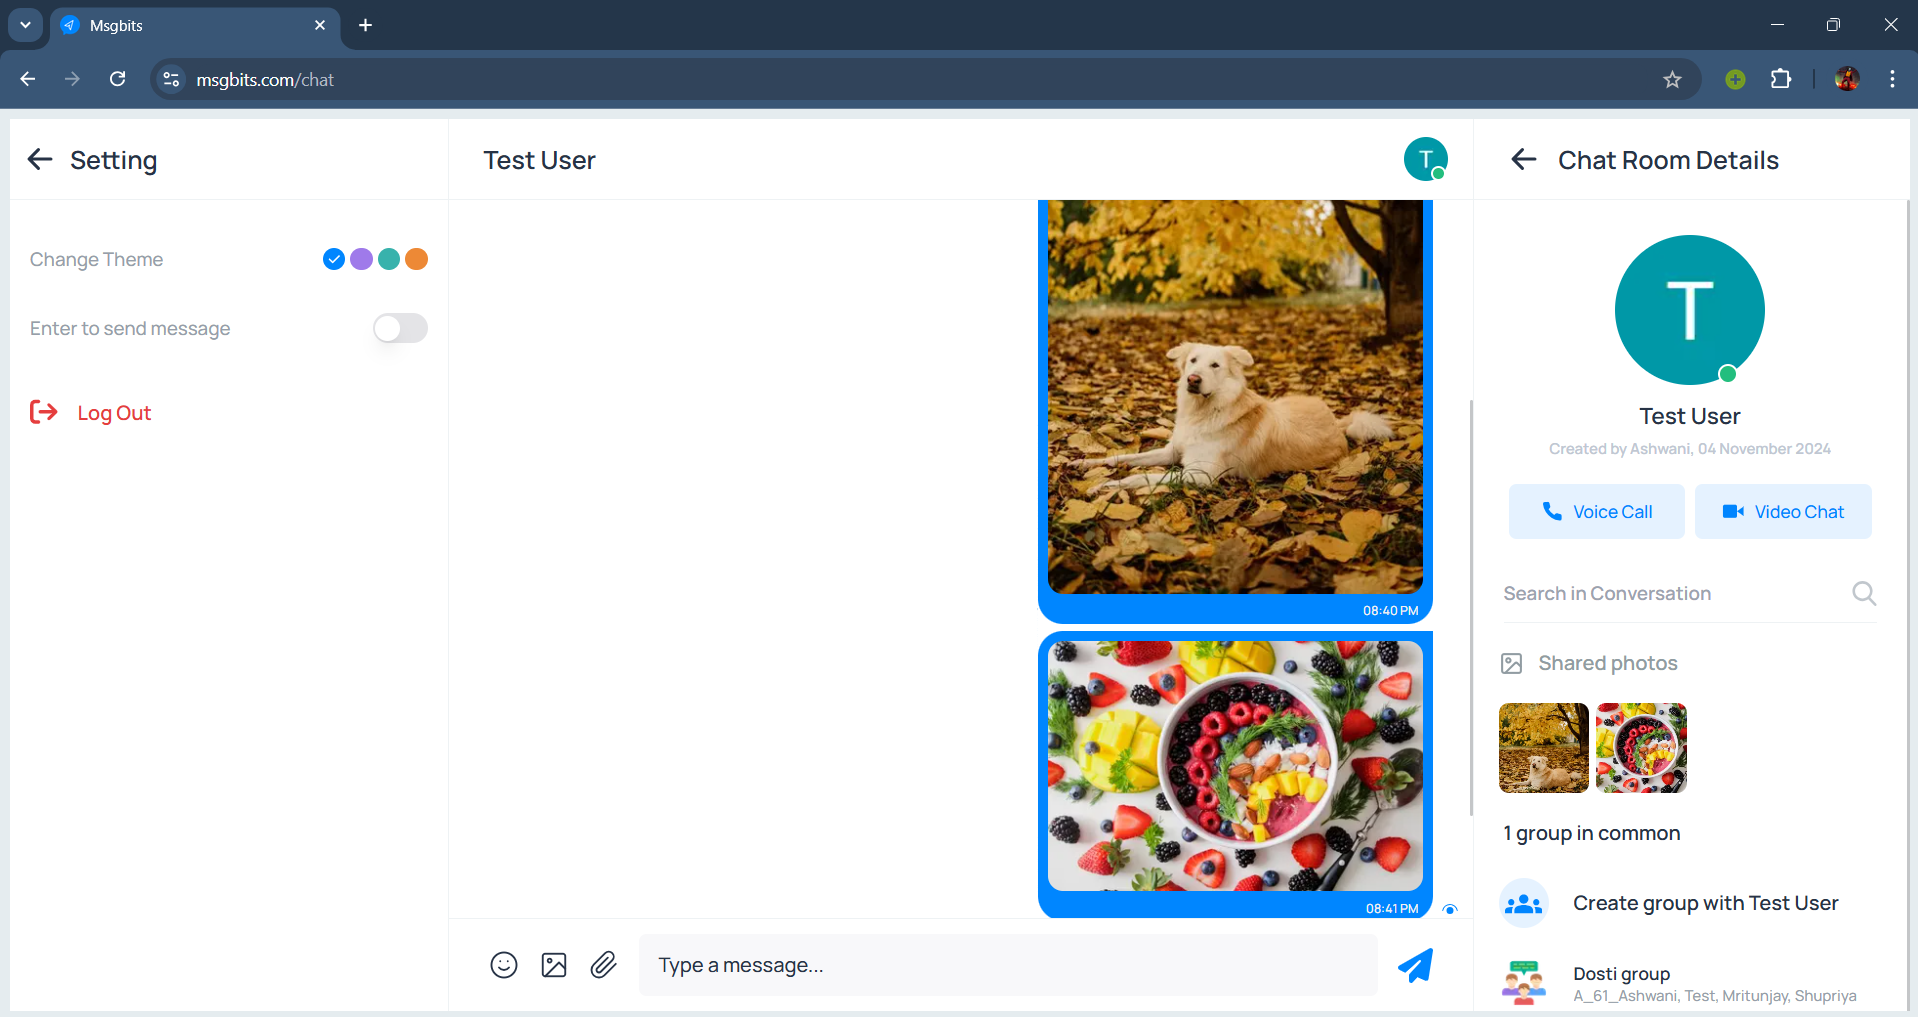 Msgbits
msgbits.com/chat
Setting
Change Theme
Enter to send message
Log Out
Test User
T
08:40 PM
08:41 PM
Type a message...
Chat Room Details
T
Test User
Created by Ashwani, 04 November 2024
Voice Call
Video Chat
Search in Conversation
Shared photos
1 group in common
Create group with Test User
Dosti group
A_61_Ashwani, Test, Mritunjay, Shupriya